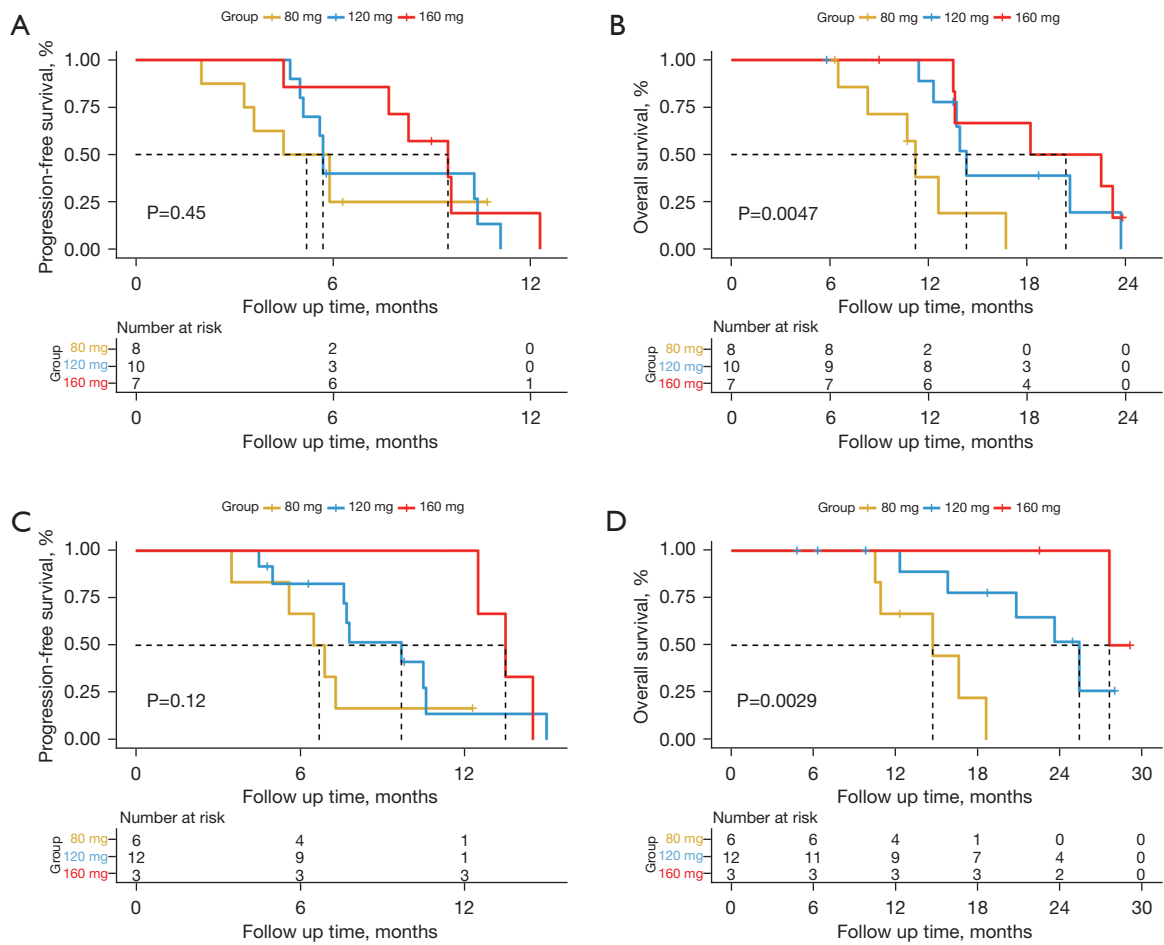 A
Group 80 mg 120 mg 160 mg
Progression-free survival, %
1.00
0.75
0.50
0.25
0.00
P=0.45
0 6 12
Follow up time, months
Number at risk
Group
80 mg 8 2 0
120 mg 10 3 0
160 mg 7 6 1
0 6 12
Follow up time, months
B
Group 80 mg 120 mg 160 mg
Overall survival, %
1.00
0.75
0.50
0.25
0.00
P=0.0047
0 6 12 18 24
Follow up time, months
Number at risk
Group
80 mg 8 8 2 0 0
120 mg 10 9 8 3 0
160 mg 7 7 6 4 0
0 6 12 18 24
Follow up time, months
C
Group 80 mg 120 mg 160 mg
Progression-free survival, %
1.00
0.75
0.50
0.25
0.00
P=0.12
0 6 12
Follow up time, months
Number at risk
Group
80 mg 6 4 1
120 mg 12 9 1
160 mg 3 3 3
0 6 12
Follow up time, months
D
Group 80 mg 120 mg 160 mg
Overall survival, %
1.00
0.75
0.50
0.25
0.00
P=0.0029
0 6 12 18 24 30
Follow up time, months
Number at risk
Group
80 mg 6 6 4 1 0 0
120 mg 12 11 9 7 4 0
160 mg 3 3 3 3 2 0
0 6 12 18 24 30
Follow up time, months